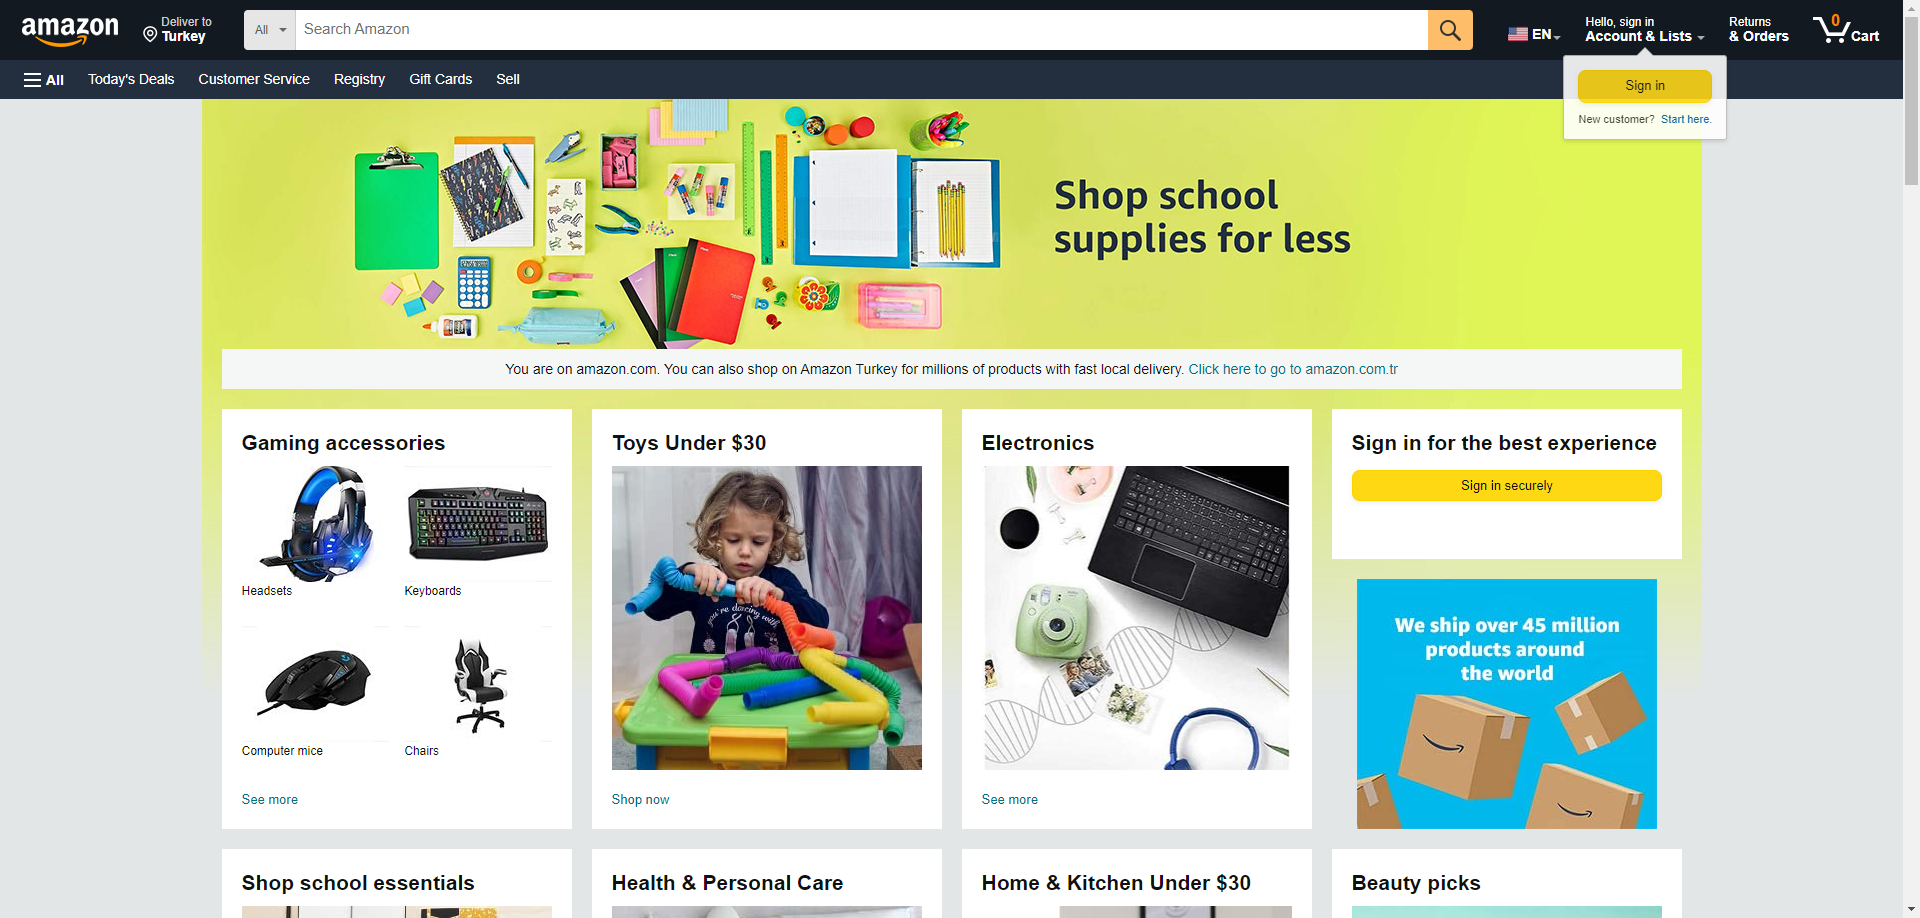 amazon
Deliver to
Turkey
All
Search Amazon
EN
Hello, sign in
Account & Lists
Returns
& Orders
0
Cart
All
Today's Deals
Customer Service
Registry
Gift Cards
Sell
Sign in
New customer? Start here.
Shop school
supplies for less
You are on amazon.com. You can also shop on Amazon Turkey for millions of products with fast local delivery. Click here to go to amazon.com.tr
Gaming accessories
Headsets
Keyboards
Computer mice
Chairs
See more
Toys Under $30
you're dancing with
Shop now
Electronics
See more
Sign in for the best experience
Sign in securely
We ship over 45 million
products around
the world
Shop school essentials
Health & Personal Care
Home & Kitchen Under $30
Beauty picks